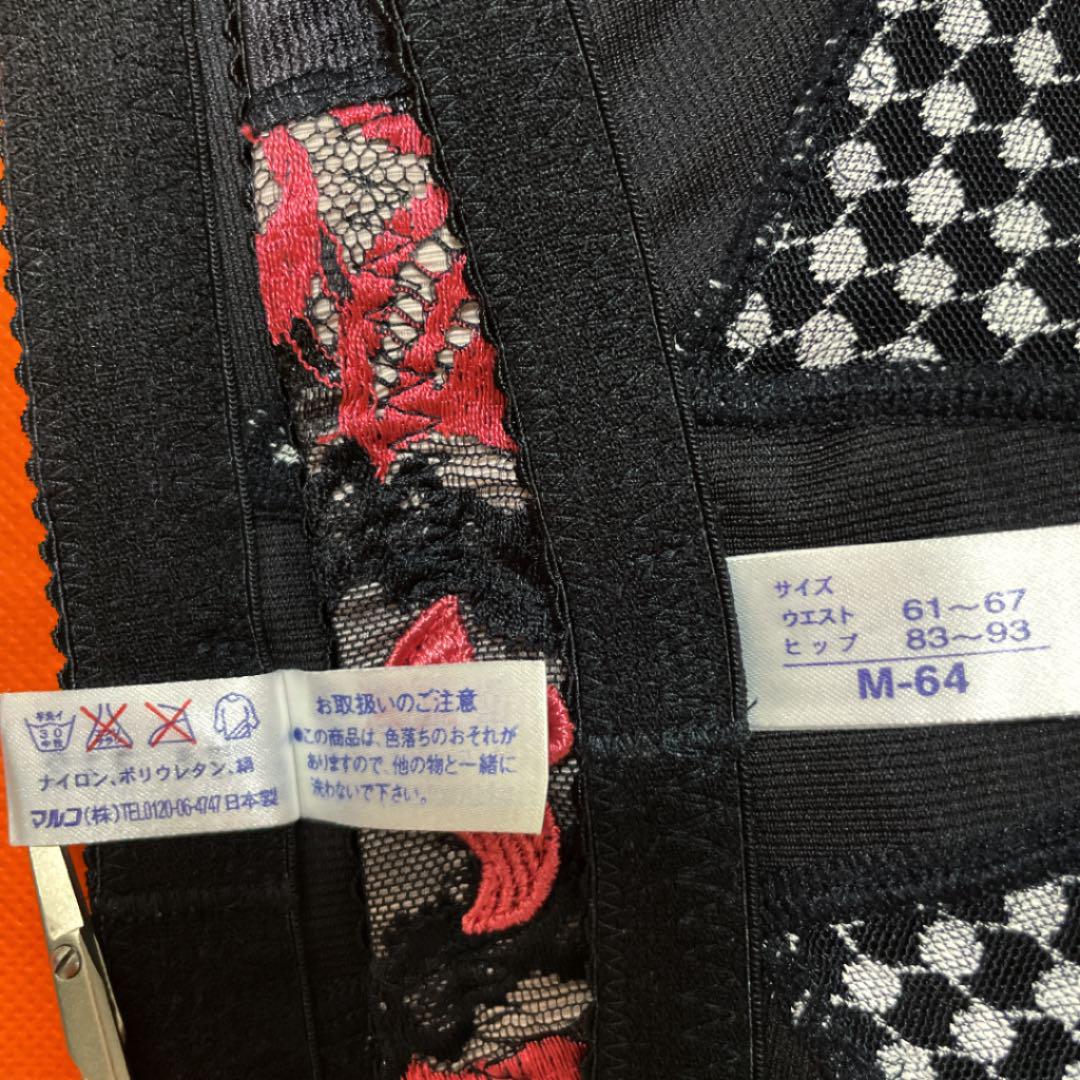 サイズ
ウエスト 61～67
ヒップ 83～93
M-64
手洗イ
30
中性
ナイロン、ポリウレタン、綿
マルコ(株)TEL0120-06-4747日本製
お取扱いのご注意
●この商品は、色落ちのおそれが
ありますので、他の物と一緒に
洗わないで下さい。